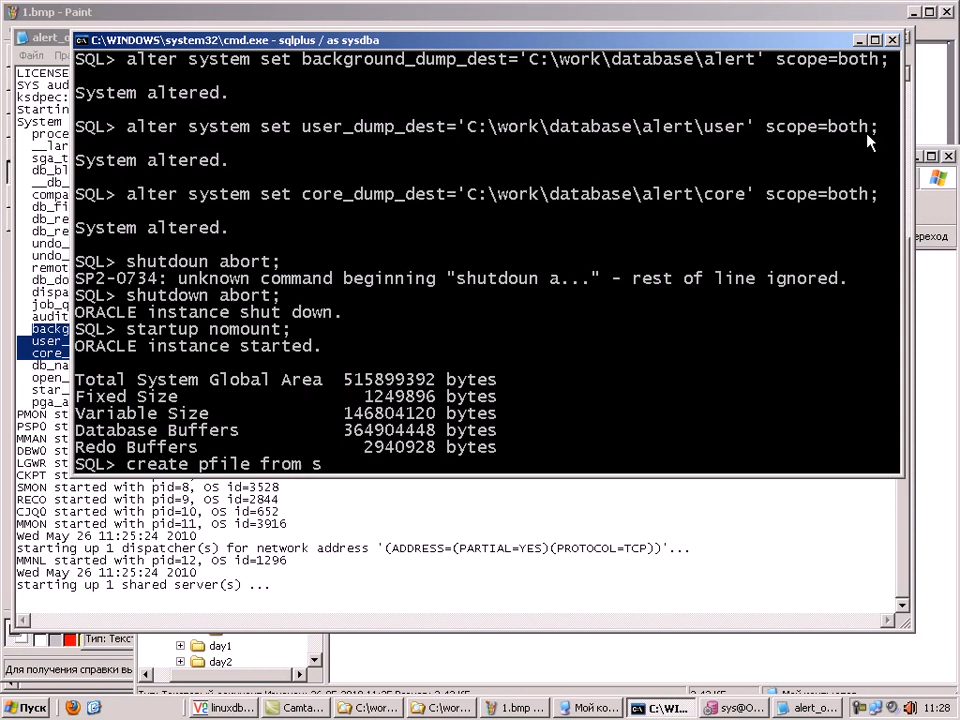 1.bmp - Paint
alert_o
C:\WINDOWS\system32\cmd.exe - sqlplus / as sysdba
Файл
SQL> alter system set background_dump_dest='C:\work\database\alert' scope=both;
System altered.
SQL> alter system set user_dump_dest='C:\work\database\alert\user' scope=both;
System altered.
SQL> alter system set core_dump_dest='C:\work\database\alert\core' scope=both;
System altered.
SQL> shutdoun abort;
SP2-0734: unknown command beginning "shutdoun a..." - rest of line ignored.
SQL> shutdown abort;
ORACLE instance shut down.
SQL> startup nomount;
ORACLE instance started.
Total System Global Area 515899392 bytes
Fixed Size 1249896 bytes
Variable Size 146804120 bytes
Database Buffers 364904448 bytes
Redo Buffers 2940928 bytes
SQL> create pfile from s
LICENSE
SYS aud
ksdpec:
Startin
System
proce
__lar
sga_t
db_bl
__db_
compa
db_fi
db_re
db_re
undo_
undo_
remot
db_do
dispa
job_q
audit
backg
user_
core_
db_na
open_
star_
pga_a
PMON st
PSP0 st
MMAN st
DBW0 st
LGWR st
CKPT st
SMON started with pid=8, OS id=3528
RECO started with pid=9, OS id=2844
CJQ0 started with pid=10, OS id=652
MMON started with pid=11, OS id=3916
Wed May 26 11:25:24 2010
starting up 1 dispatcher(s) for network address '(ADDRESS=(PARTIAL=YES)(PROTOCOL=TCP))'...
MMNL started with pid=12, OS id=1296
Wed May 26 11:25:24 2010
starting up 1 shared server(s) ...
ереход
Тип: Текс
day1
day2
Для получения справки вы
Пуск
linuxdb...
Camta...
C:\wor...
C:\wor...
1.bmp ...
Мой ко...
C:\WI...
sys@O...
alert_o...
11:28